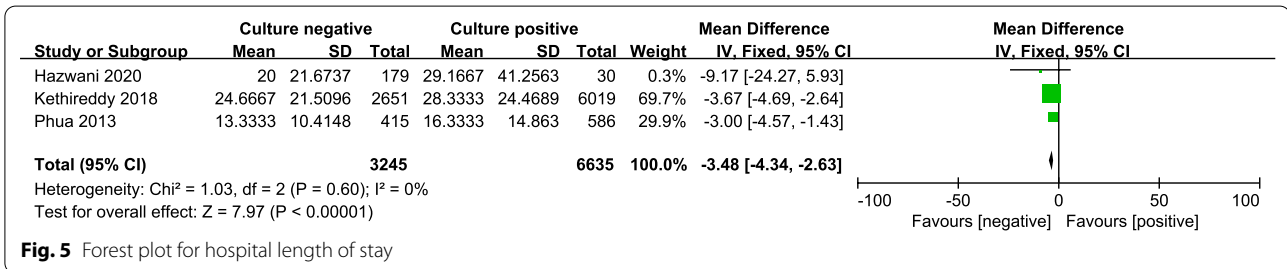 Culture negative Culture positive Mean Difference Mean Difference
Study or Subgroup Mean SD Total Mean SD Total Weight IV, Fixed, 95% CI IV, Fixed, 95% CI
Hazwani 2020 20 21.6737 179 29.1667 41.2563 30 0.3% -9.17 [-24.27, 5.93]
Kethireddy 2018 24.6667 21.5096 2651 28.3333 24.4689 6019 69.7% -3.67 [-4.69, -2.64]
Phua 2013 13.3333 10.4148 415 16.3333 14.863 586 29.9% -3.00 [-4.57, -1.43]
Total (95% CI) 3245 6635 100.0% -3.48 [-4.34, -2.63]
Heterogeneity: Chi² = 1.03, df = 2 (P = 0.60); I² = 0%
Test for overall effect: Z = 7.97 (P < 0.00001)
-100 -50 0 50 100
Favours [negative] Favours [positive]
Fig. 5 Forest plot for hospital length of stay